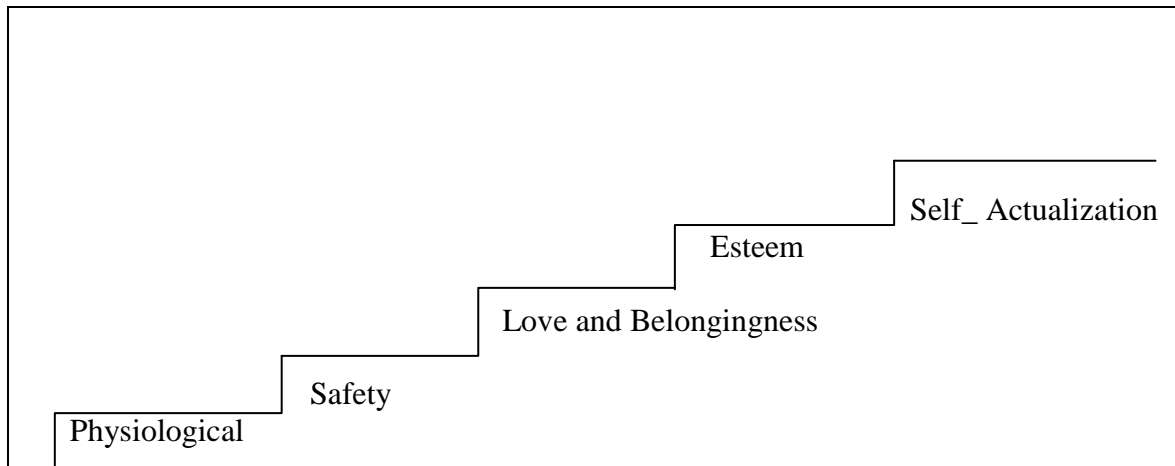 Self_ Actualization
Esteem
Love and Belongingness
Safety
Physiological